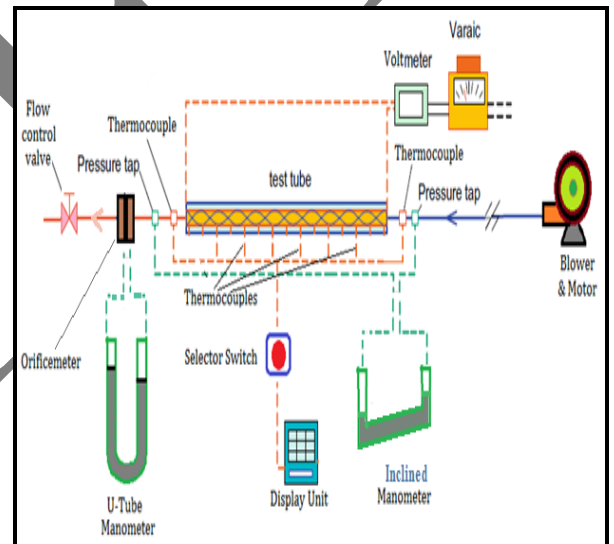 Varaic
Voltmeter
Flow
control
valve
Thermocouple
Pressure tap
test tube
Thermocouple
Pressure tap
Blower
& Motor
Thermocouples
Orificemeter
Selector Switch
U-Tube
Manometer
Display Unit
Inclined
Manometer